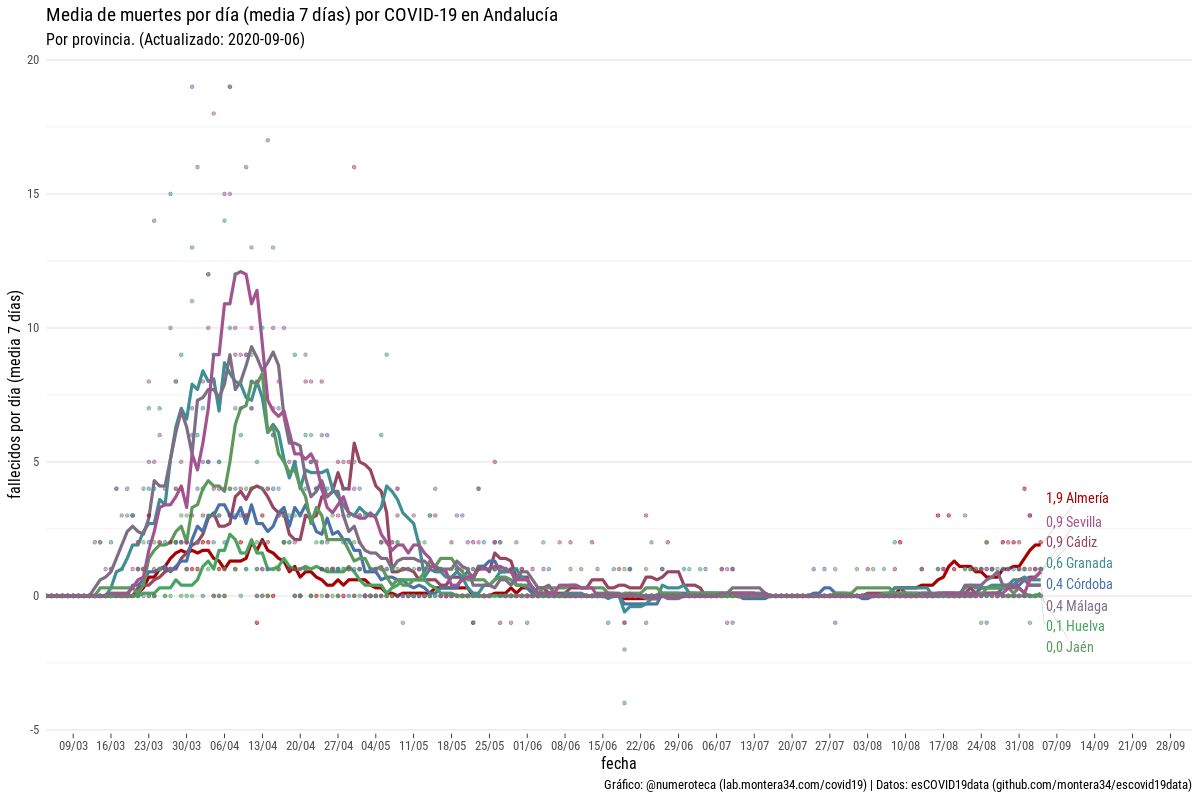 Media de muertes por día (media 7 días) por COVID-19 en Andalucía
Por provincia. (Actualizado: 2020-09-06)
20
15
10
5
0
-5
fallecidos por día (media 7 días)
1,9 Almería
0,9 Sevilla
0,9 Cádiz
0,6 Granada
0,4 Córdoba
0,4 Málaga
0,1 Huelva
0,0 Jaén
09/03 16/03 23/03 30/03 06/04 13/04 20/04 27/04 04/05 11/05 18/05 25/05 01/06 08/06 15/06 22/06 29/06 06/07 13/07 20/07 27/07 03/08 10/08 17/08 24/08 31/08 07/09 14/09 21/09 28/09
fecha
Gráfico: @numeroteca (lab.montera34.com/covid19) | Datos: esCOVID19data (github.com/montera34/escovid19data)